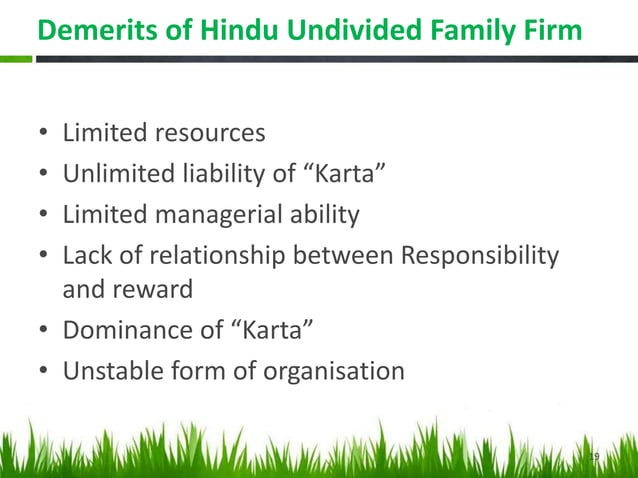 Demerits of Hindu Undivided Family Firm
• Limited resources
• Unlimited liability of “Karta”
• Limited managerial ability
• Lack of relationship between Responsibility
and reward
• Dominance of “Karta”
• Unstable form of organisation
19